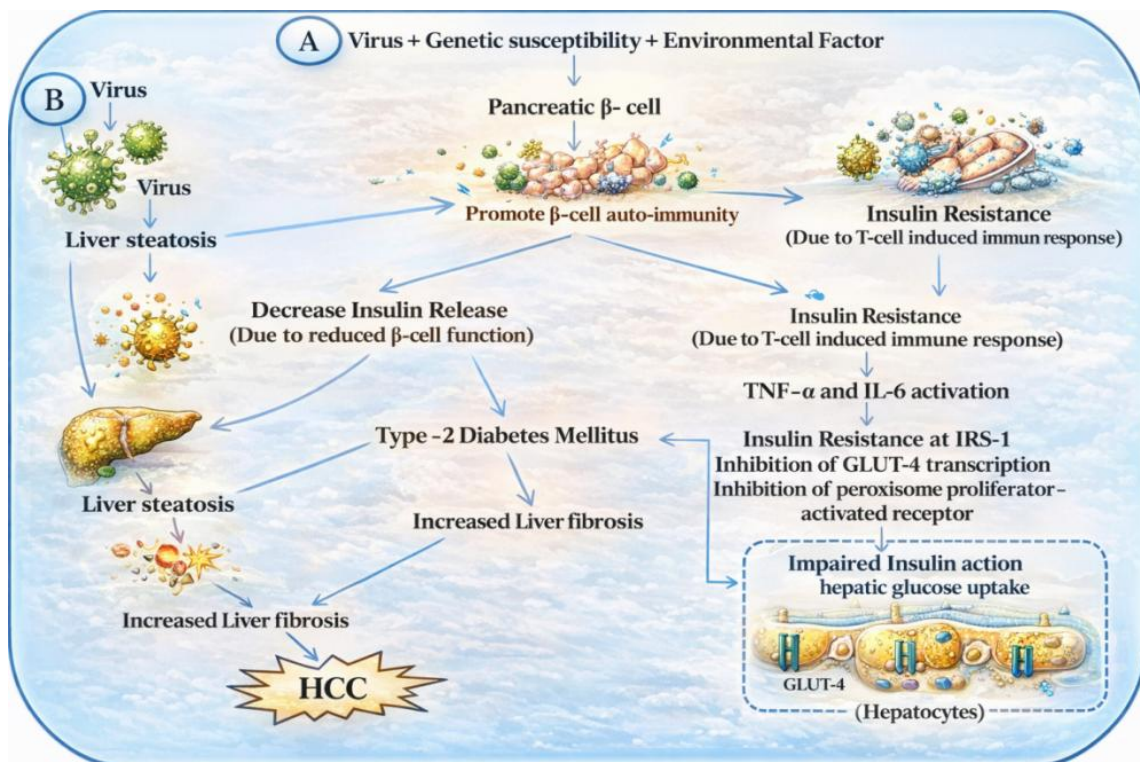 A
Virus + Genetic susceptibility + Environmental Factor
B
Virus
Virus
Liver steatosis
Pancreatic β- cell
Promote β-cell auto-immunity
Insulin Resistance
(Due to T-cell induced immun response)
Decrease Insulin Release
(Due to reduced β-cell function)
Insulin Resistance
(Due to T-cell induced immune response)
TNF-α and IL-6 activation
Type -2 Diabetes Mellitus
Insulin Resistance at IRS-1
Inhibition of GLUT-4 transcription
Inhibition of peroxisome proliferator-
activated receptor
Liver steatosis
Increased Liver fibrosis
Increased Liver fibrosis
HCC
Impaired Insulin action
hepatic glucose uptake
GLUT-4
(Hepatocytes)